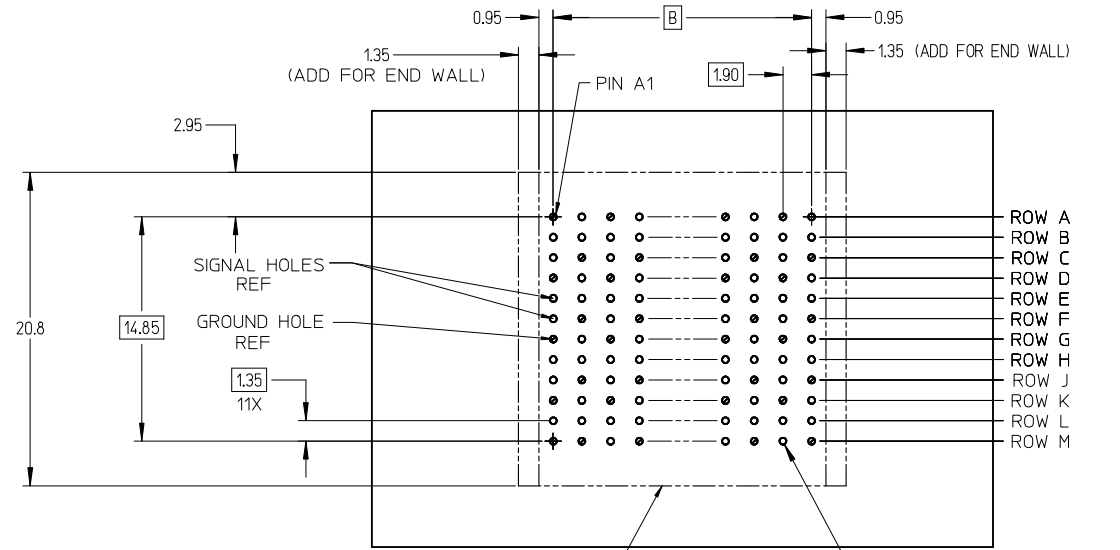 0.95
B
0.95
1.35
(ADD FOR END WALL)
1.35 (ADD FOR END WALL)
1.90
PIN A1
2.95
ROW A
ROW B
ROW C
SIGNAL HOLES
REF
ROW D
ROW E
20.8
14.85
GROUND HOLE
REF
ROW F
ROW G
ROW H
1.35
11X
ROW J
ROW K
ROW L
ROW M